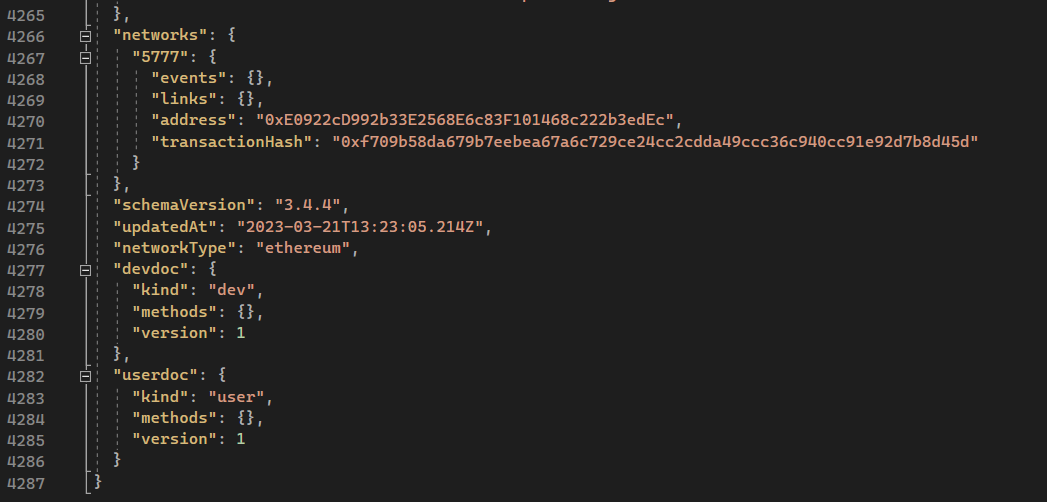 4265 },
4266 "networks": {
4267 "5777": {
4268 "events": {},
4269 "links": {},
4270 "address": "0xE0922cD992b33E2568E6c83F101468c222b3edEc",
4271 "transactionHash": "0xf709b58da679b7eebea67a6c729ce24cc2cdda49ccc36c940cc91e92d7b8d45d"
4272 }
4273 },
4274 "schemaVersion": "3.4.4",
4275 "updatedAt": "2023-03-21T13:23:05.214Z",
4276 "networkType": "ethereum",
4277 "devdoc": {
4278 "kind": "dev",
4279 "methods": {},
4280 "version": 1
4281 },
4282 "userdoc": {
4283 "kind": "user",
4284 "methods": {},
4285 "version": 1
4286 }
4287 }